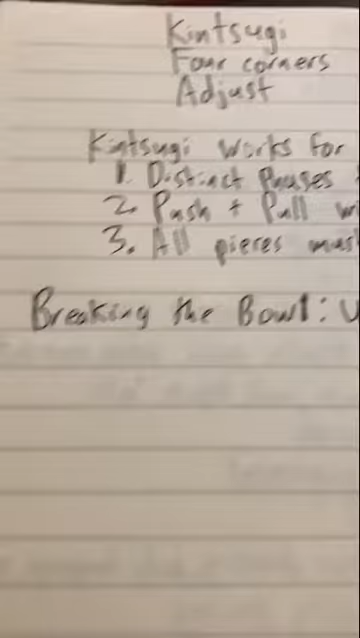 Kintsugi
Four corners
Adjust
Kintsugi works for
1. Distinct Phases
2. Push + Pull
3. All pieces
Breaking the Bowl: